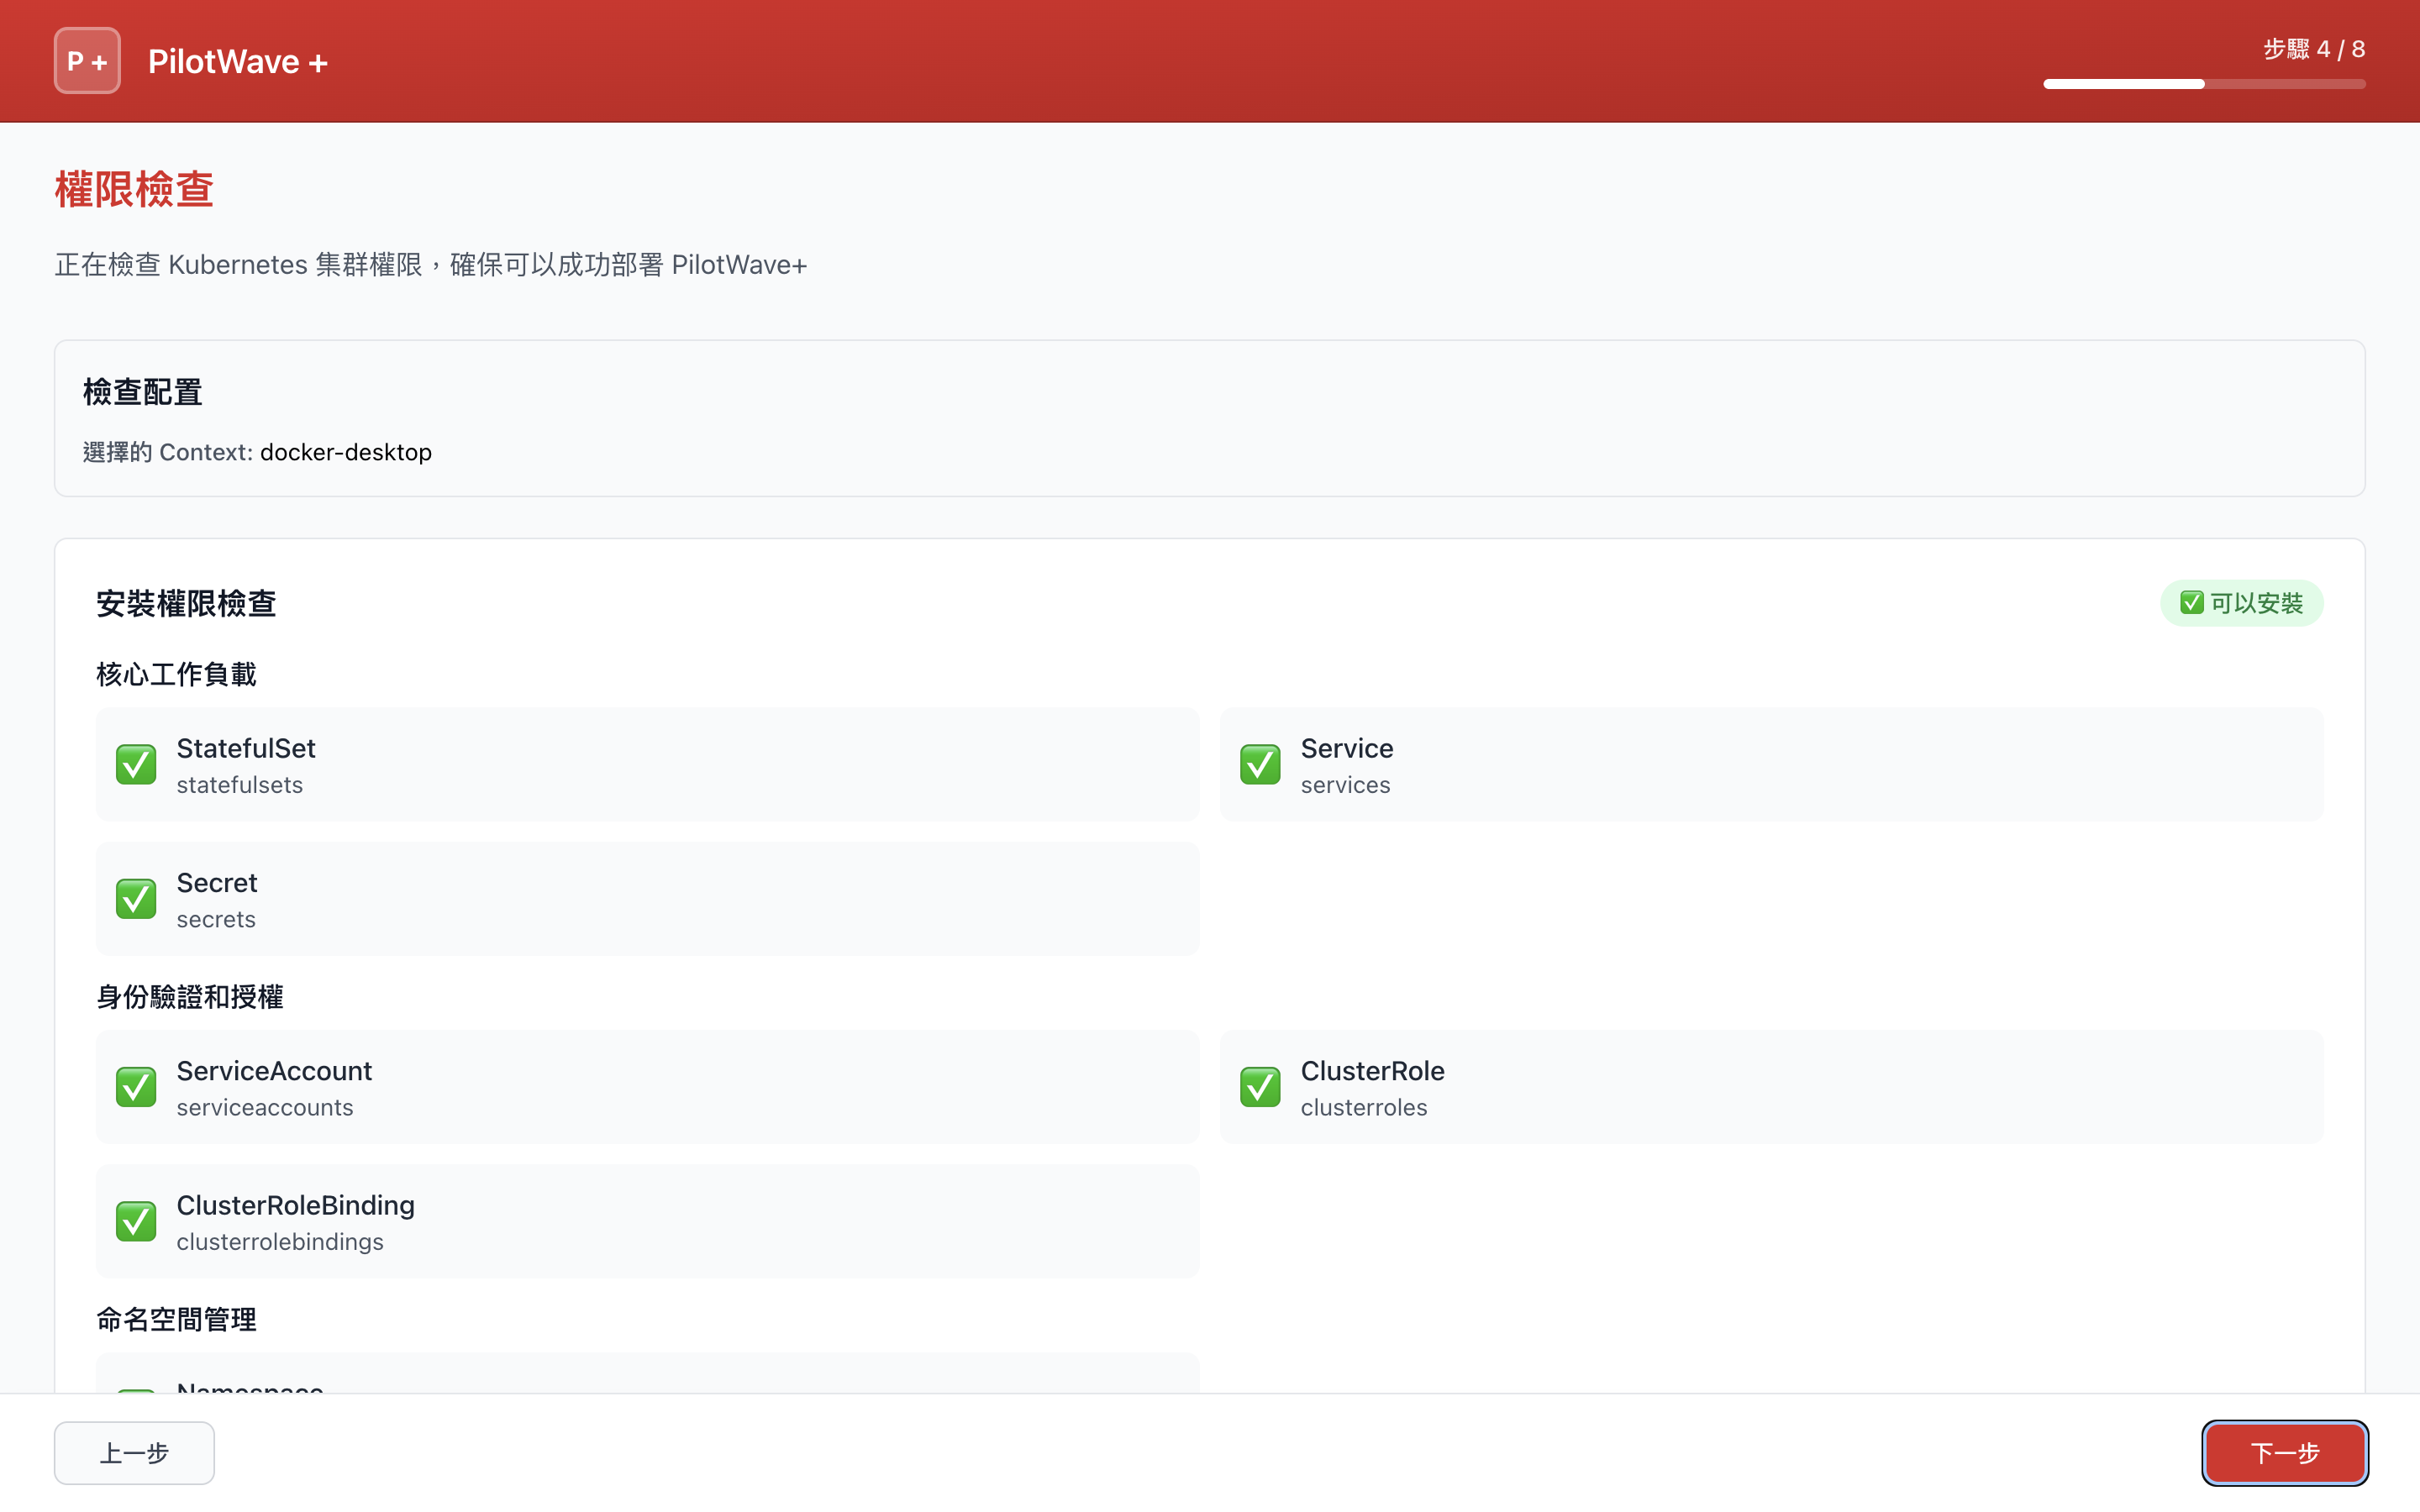 P +
PilotWave +
步驟 4 / 8
權限檢查
正在檢查 Kubernetes 集群權限，確保可以成功部署 PilotWave+
檢查配置
選擇的 Context: docker-desktop
安裝權限檢查
✅ 可以安裝
核心工作負載
StatefulSet
statefulsets
Service
services
Secret
secrets
身份驗證和授權
ServiceAccount
serviceaccounts
ClusterRole
clusterroles
ClusterRoleBinding
clusterrolebindings
命名空間管理
Namespace
上一步
下一步